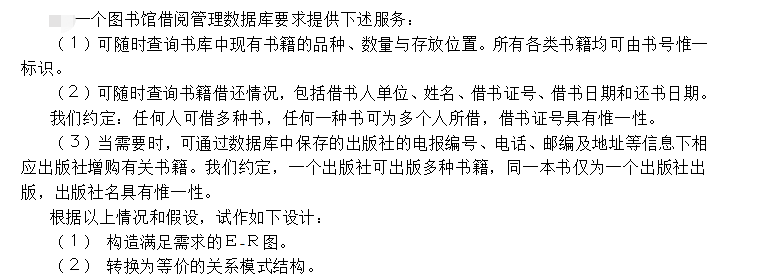 一个图书馆借阅管理数据库要求提供下述服务：
（1）可随时查询书库中现有书籍的品种、数量与存放位置。所有各类书籍均可由书号惟一
标识。
（2）可随时查询书籍借还情况，包括借书人单位、姓名、借书证号、借书日期和还书日期。
我们约定：任何人可借多种书，任何一种书可为多个人所借，借书证号具有惟一性。
（3）当需要时，可通过数据库中保存的出版社的电报编号、电话、邮编及地址等信息下相
应出版社增购有关书籍。我们约定，一个出版社可出版多种书籍，同一本书仅为一个出版社出
版，出版社名具有惟一性。
根据以上情况和假设，试作如下设计：
（1） 构造满足需求的E-R图。
（2） 转换为等价的关系模式结构。